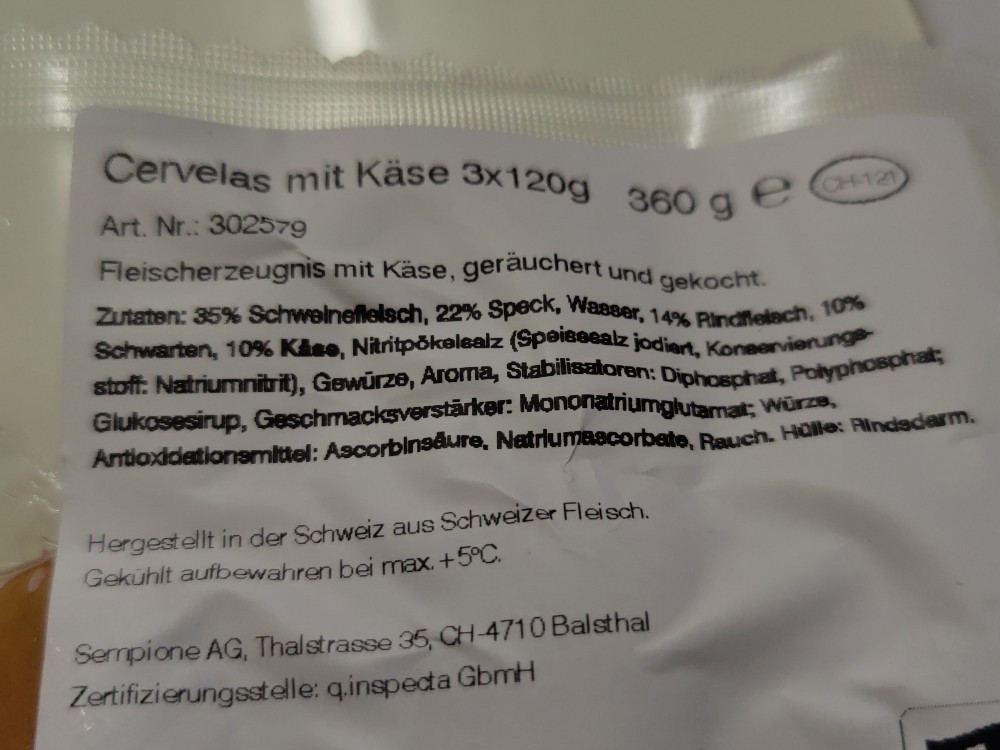 Cervelas mit Käse 3x120g 360 g e CH-121
Art. Nr.: 302579
Fleischerzeugnis mit Käse, geräuchert und gekocht.
Zutaten: 35% Schweinefleisch, 22% Speck, Wasser, 14% Rindfleisch, 10%
Schwarten, 10% Käse, Nitritpökelsalz (Speisesalz jodiert, Konservierungs-
stoff: Natriumnitrit), Gewürze, Aroma, Stabilisatoren: Diphosphat, Polyphosphat;
Glukosesirup, Geschmacksverstärker: Mononatriumglutamat; Würze,
Antioxidationsmittel: Ascorbinsäure, Natriumascorbate, Rauch. Hülle: Rindsdarm.
Hergestellt in der Schweiz aus Schweizer Fleisch.
Gekühlt aufbewahren bei max. +5°C.
Sempione AG, Thalstrasse 35, CH-4710 Balsthal
Zertifizierungsstelle: q.inspecta GbmH